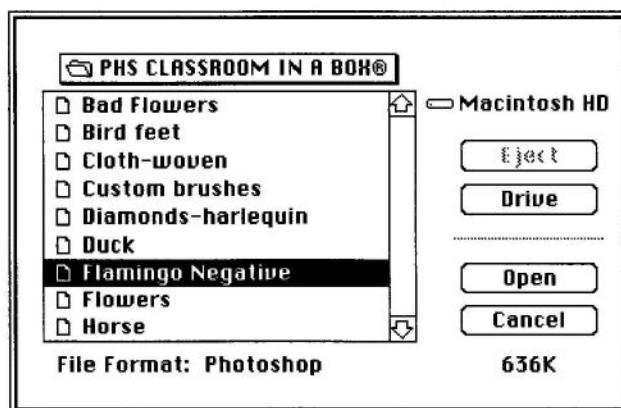 PHS CLASSROOM IN A BOX®
Bad Flowers
Bird feet
Cloth-woven
Custom brushes
Diamonds-harlequin
Duck
Flamingo Negative
Flowers
Horse
Macintosh HD
Eject
Drive
Open
Cancel
File Format: Photoshop
636K